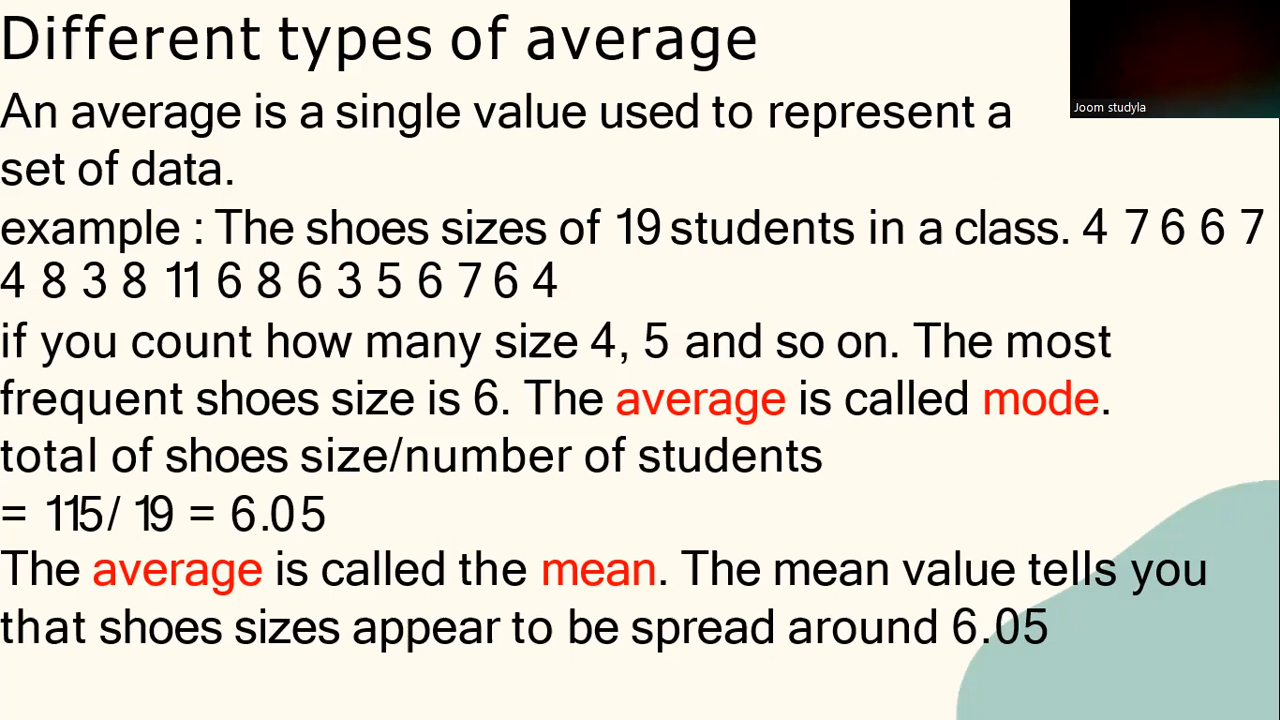 Different types of average
Joom studyla
An average is a single value used to represent a
set of data.
example : The shoes sizes of 19 students in a class. 4 7 6 6 7
4 8 3 8 11 6 8 6 3 5 6 7 6 4
if you count how many size 4, 5 and so on. The most
frequent shoes size is 6. The average is called mode.
total of shoes size/number of students
= 115/ 19 = 6.05
The average is called the mean. The mean value tells you
that shoes sizes appear to be spread around 6.05